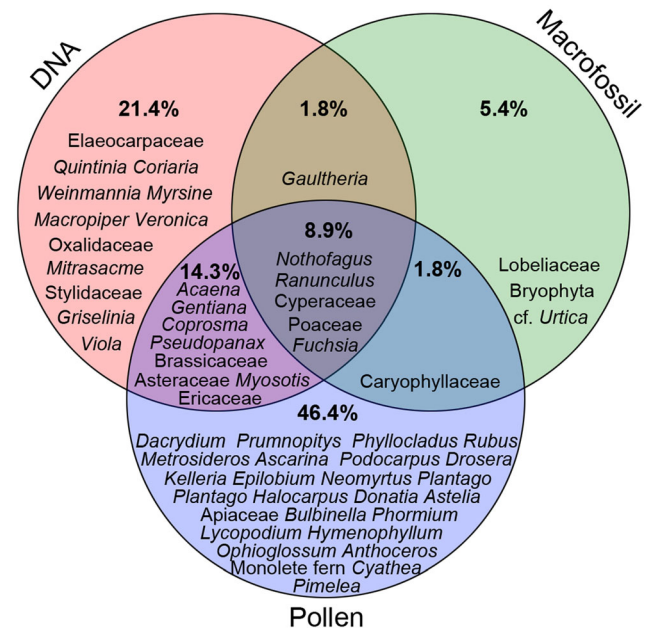 DNA
Macrofossil
21.4%
Elaeocarpaceae
Quintinia Coriaria
Weinmannia Myrsine
Macropiper Veronica
Oxalidaceae
Mitrasacme
Stylidaceae
Griselinia
Viola
1.8%
Gaultheria
5.4%
Lobeliaceae
Bryophyta
cf. Urtica
8.9%
Nothofagus
Ranunculus
Cyperaceae
Poaceae
Fuchsia
14.3%
Acaena
Gentiana
Coprosma
Pseudopanax
Brassicaceae
Asteraceae Myosotis
Ericaceae
1.8%
Caryophyllaceae
46.4%
Dacrydium Prumnopitys Phyllocladus Rubus
Metrosideros Ascarina Podocarpus Drosera
Kelleria Epilobium Neomyrtus Plantago
Plantago Halocarpus Donatia Astelia
Apiaceae Bulbinella Phormium
Lycopodium Hymenophyllum
Ophioglossum Anthoceros
Monolete fern Cyathea
Pimelea
Pollen